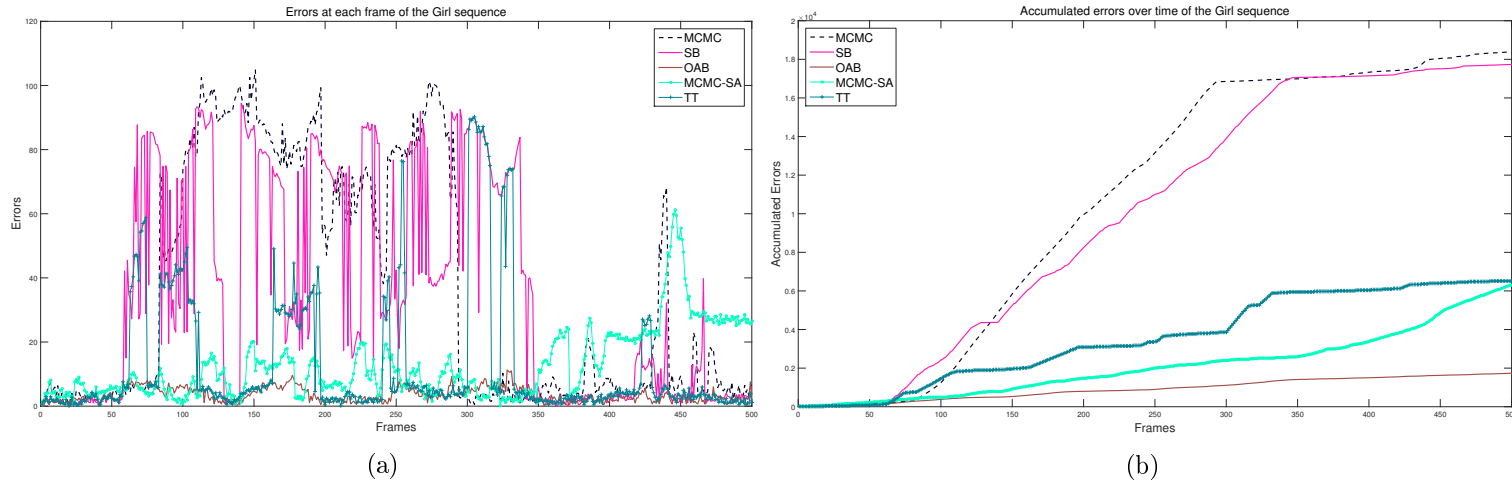 Errors at each frame of the Girl sequence
120
100
80
60
40
20
0
Errors
0 50 100 150 200 250 300 350 400 450 500
Frames
MCMC
SB
OAB
MCMC-SA
TT
(a)
Accumulated errors over time of the Girl sequence
×10⁴
2
1.8
1.6
1.4
1.2
1
0.8
0.6
0.4
0.2
0
Accumulated Errors
0 50 100 150 200 250 300 350 400 450 500
Frames
MCMC
SB
OAB
MCMC-SA
TT
(b)